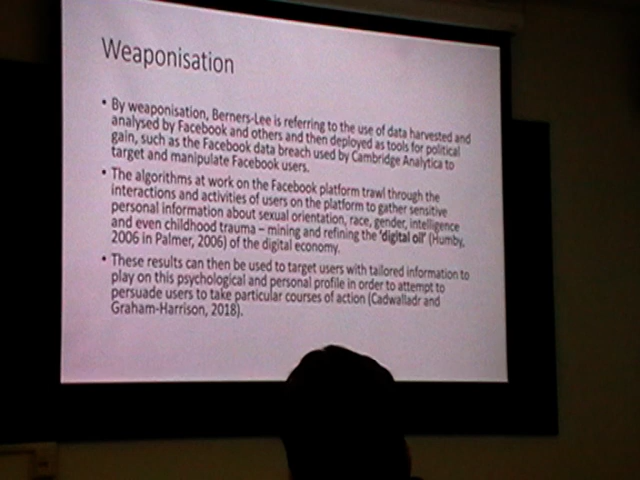 Weaponisation
• By weaponisation, Berners-Lee is referring to the use of data harvested and
analysed by Facebook and others and then deployed as tools for political
gain, such as the Facebook data breach used by Cambridge Analytica to
target and manipulate Facebook users.
• The algorithms at work on the Facebook platform trawl through the
interactions and activities of users on the platform to gather sensitive
personal information about sexual orientation, race, gender, intelligence
and even childhood trauma – mining and refining the 'digital oil' (Humby,
2006 in Palmer, 2006) of the digital economy.
• These results can then be used to target users with tailored information to
play on this psychological and personal profile in order to attempt to
persuade users to take particular courses of action (Cadwalladr and
Graham-Harrison, 2018).